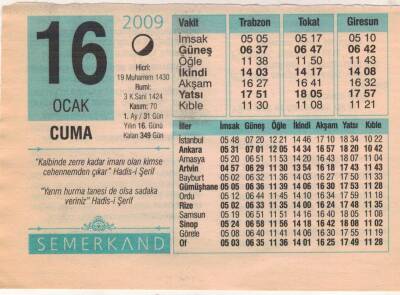 16
2009
Hicri:
19 Muharrem 1430
Rumi:
3 K.Sani 1424
Kasım: 70
1. Ay / 31 Gün
Yılın 16. Günü
Kalan 349 Gün
OCAK
CUMA
"Kalbinde zerre kadar imanı olan kimse
cehennemden çıkar" Hadis-i Şerif
"Yarım hurma tanesi de olsa sadaka
veriniz" Hadis-i Şerif
SEMERKAND
Vakit Trabzon Tokat Giresun
İmsak 05 05 05 17 05 10
Güneş 06 37 06 47 06 42
Öğle 11 38 11 50 11 43
İkindi 14 03 14 17 14 08
Akşam 16 27 16 41 16 32
Yatsı 17 51 18 05 17 57
Kıble 11 30 11 08 11 21
İller İmsak Güneş Öğle İkindi Akşam Yatsı Kıble
İstanbul 05 48 07 20 12 21 14 46 17 10 18 34 10 22
Ankara 05 31 07 01 12 05 14 34 16 57 18 20 10 42
Amasya 05 20 06 51 11 53 14 20 16 43 18 07 11 05
Artvin 04 57 06 29 11 30 13 54 16 18 17 43 11 43
Bayburt 05 02 06 33 11 36 14 03 16 26 17 50 11 32
Gümüşhane 05 05 06 36 11 39 14 06 16 30 17 53 11 28
Ordu 05 12 06 44 11 45 14 10 16 35 17 59 11 18
Rize 05 02 06 33 11 35 14 00 16 24 17 48 11 35
Samsun 05 19 06 51 11 51 14 16 16 40 18 05 11 04
Sinop 05 24 06 58 11 56 14 18 16 42 18 08 11 02
Görele 05 08 06 40 11 42 14 06 16 30 17 55 11 19
Of 05 03 06 35 11 36 14 01 16 25 17 49 11 28